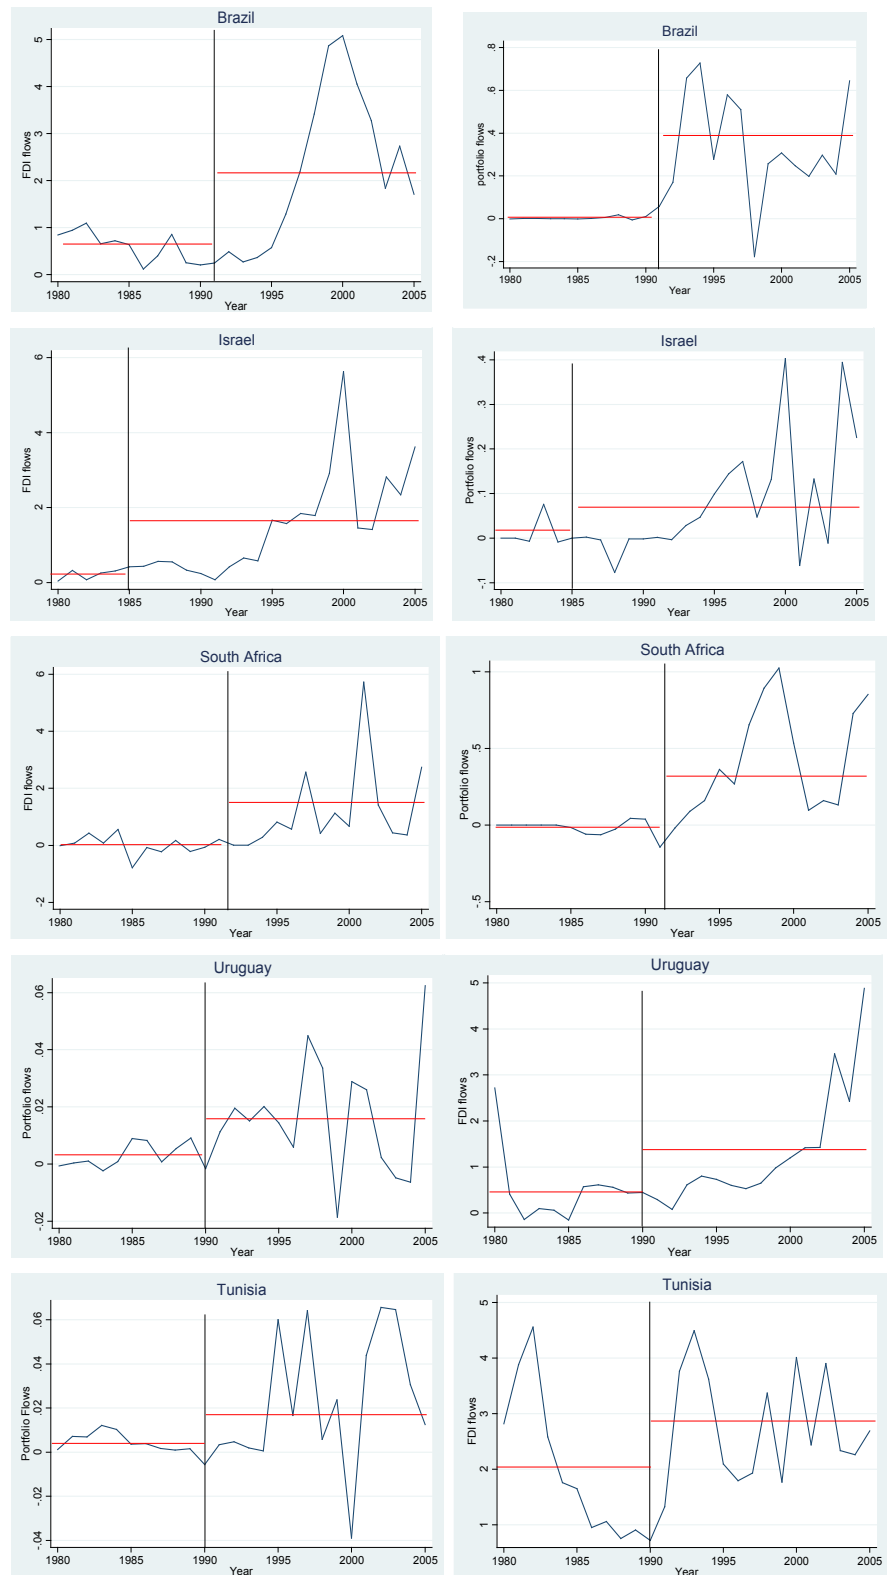 Brazil
FDI flows
5
4
3
2
1
0
1980 1985 1990 1995 2000 2005
Year
Brazil
portfolio flows
.8
.6
.4
.2
0
-.2
1980 1985 1990 1995 2000 2005
Year
Israel
FDI flows
6
4
2
0
1980 1985 1990 1995 2000 2005
Year
Israel
Portfolio flows
.4
.3
.2
.1
0
-.1
1980 1985 1990 1995 2000 2005
Year
South Africa
FDI flows
6
4
2
0
-2
1980 1985 1990 1995 2000 2005
Year
South Africa
Portfolio flows
1
.5
0
-.5
1980 1985 1990 1995 2000 2005
Year
Uruguay
Portfolio flows
.06
.04
.02
0
-.02
1980 1985 1990 1995 2000 2005
Year
Uruguay
FDI flows
5
4
3
2
1
0
1980 1985 1990 1995 2000 2005
Year
Tunisia
Portfolio Flows
.06
.04
.02
0
-.02
-.04
1980 1985 1990 1995 2000 2005
Year
Tunisia
FDI flows
5
4
3
2
1
1980 1985 1990 1995 2000 2005
Year